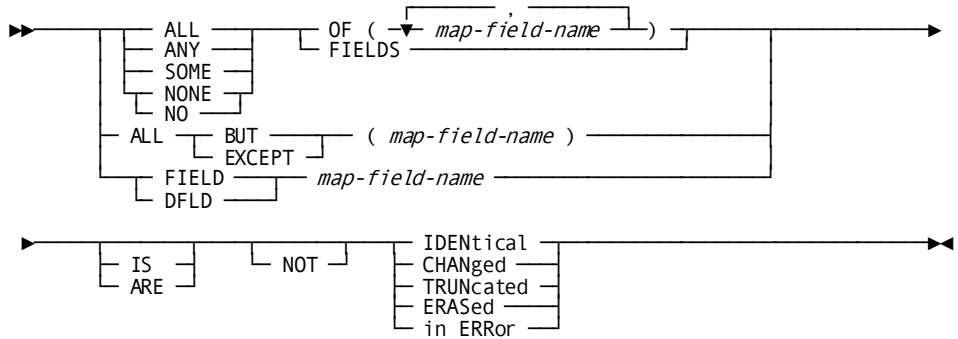 ,
ALL OF ( map-field-name )
ANY FIELDS
SOME
NONE
NO
ALL BUT ( map-field-name )
EXCEPT
FIELD map-field-name
DFLD
IDENtical
IS NOT CHANged
ARE TRUNcated
ERASed
in ERRor